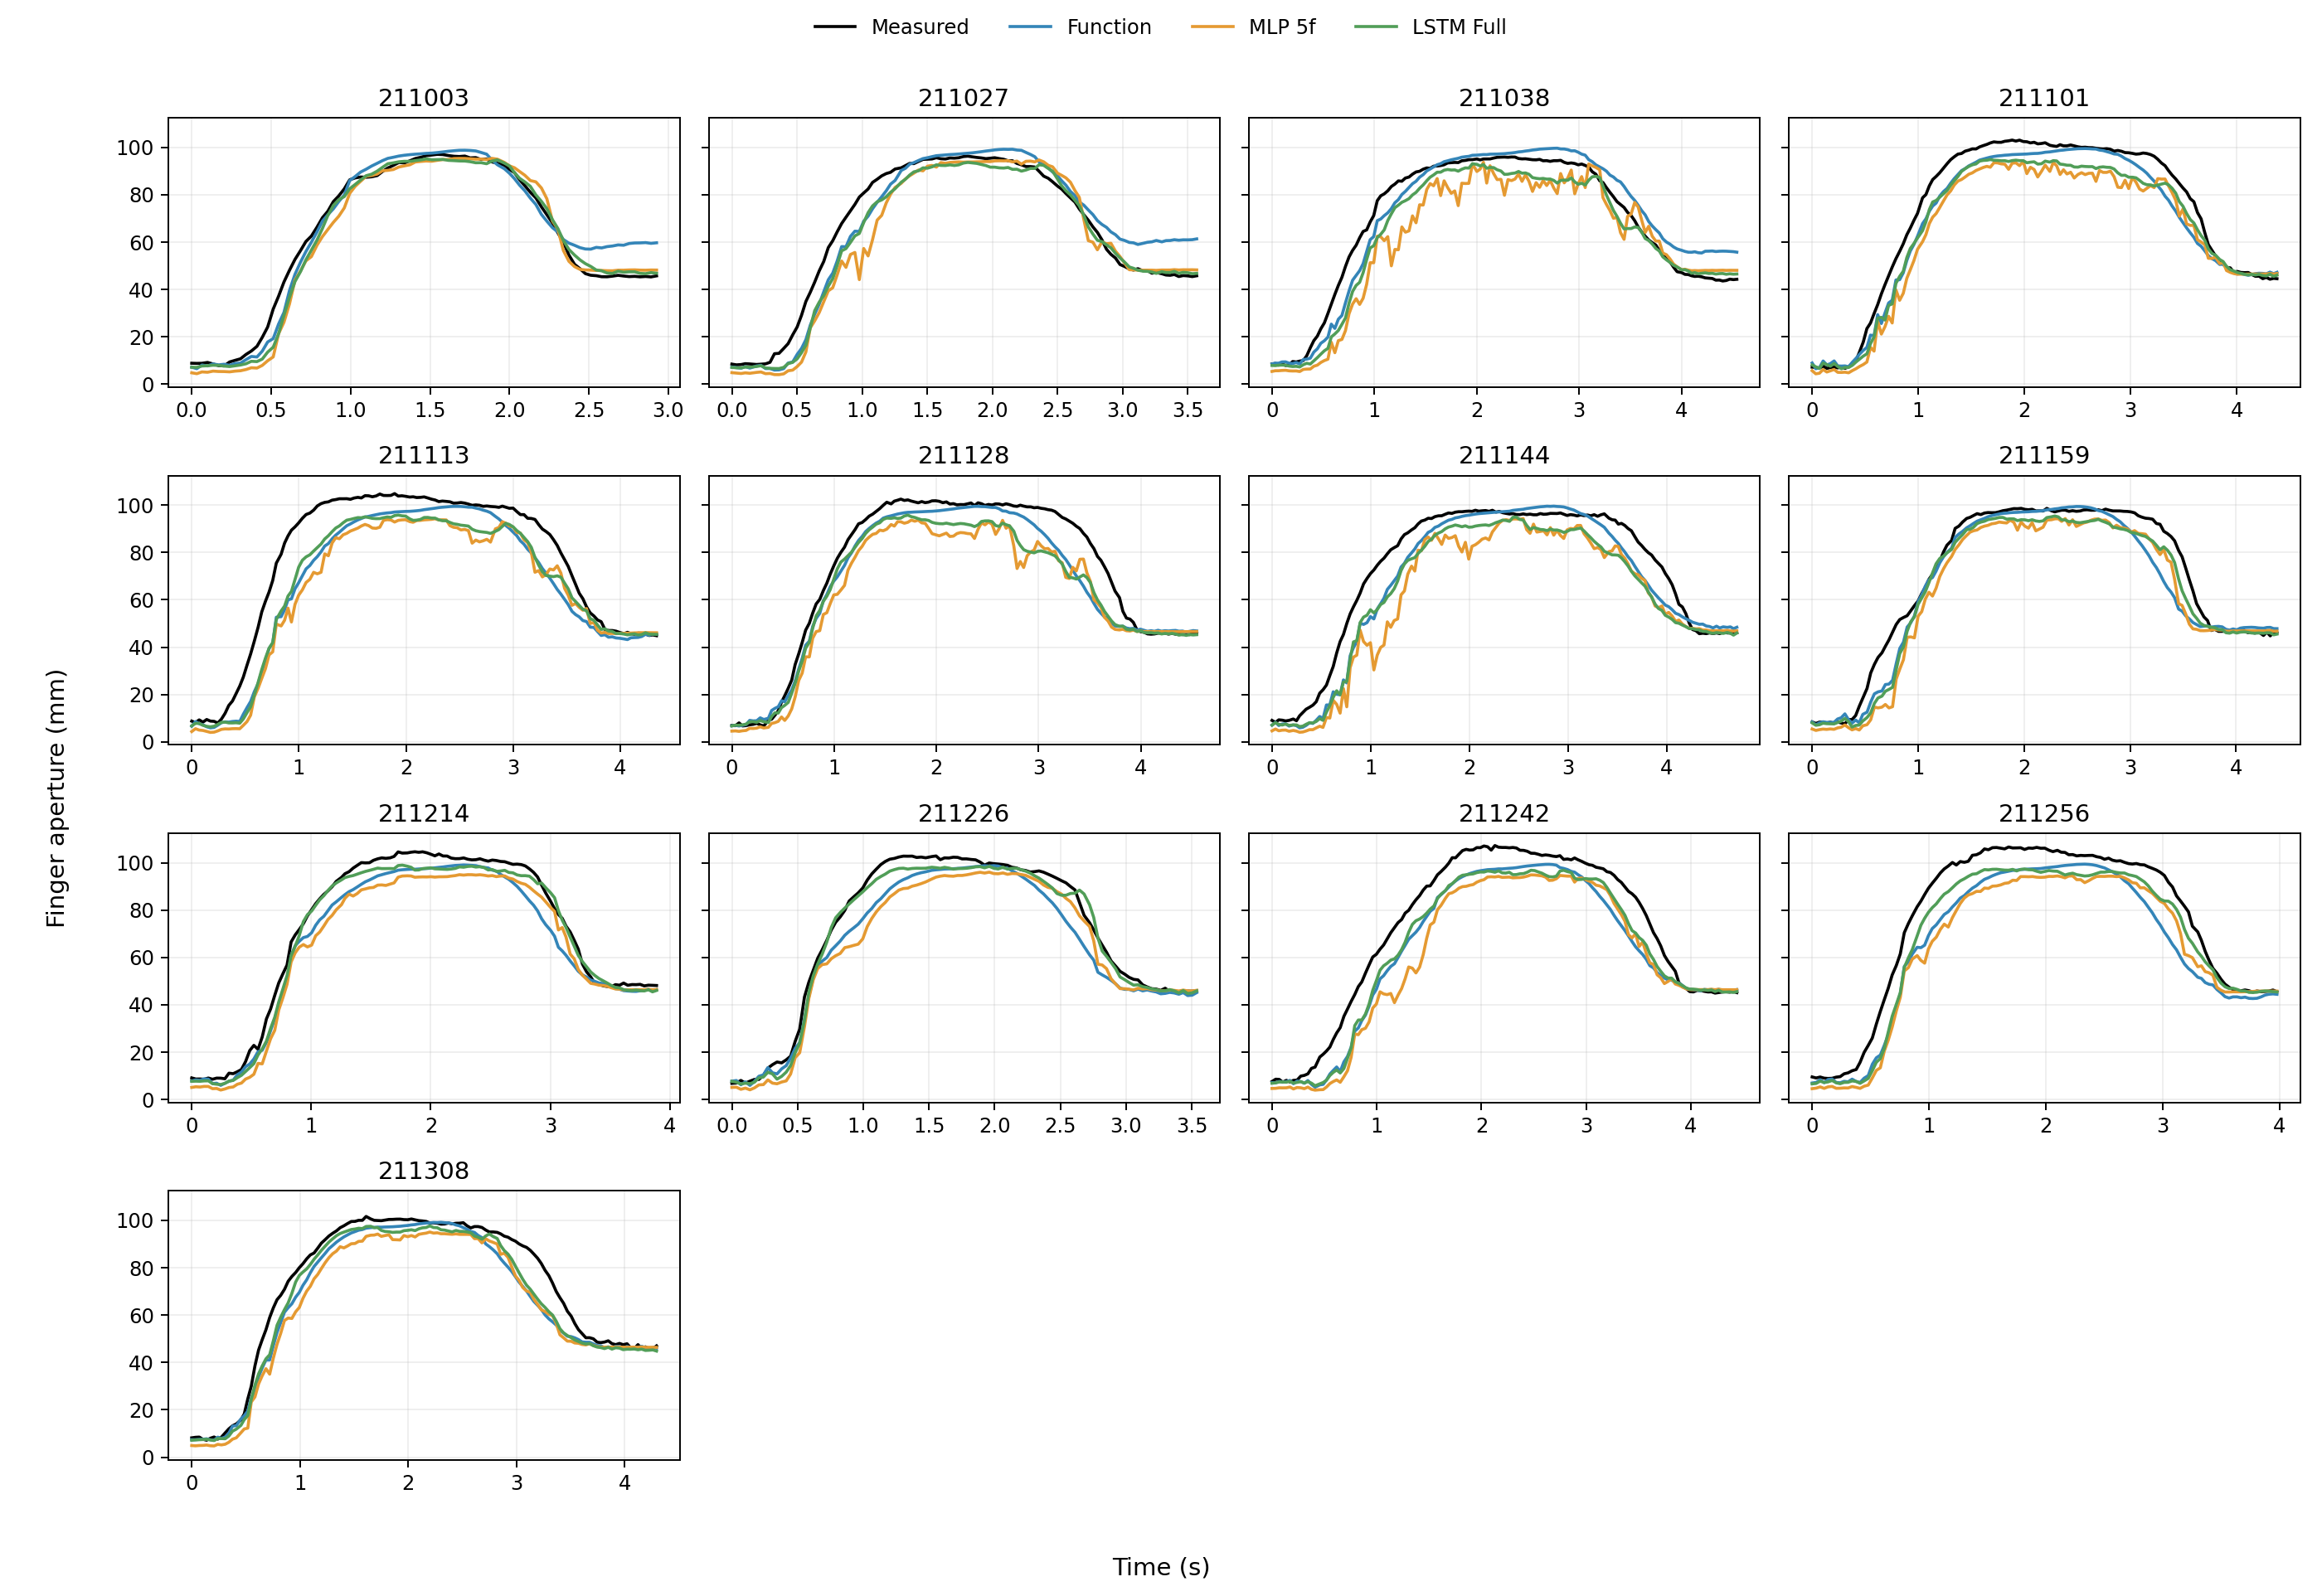 Measured Function MLP 5f LSTM Full
211003 211027 211038 211101
100
80
60
40
20
0
0.0 0.5 1.0 1.5 2.0 2.5 3.0 0.0 0.5 1.0 1.5 2.0 2.5 3.0 3.5 0 1 2 3 4 0 1 2 3 4
211113 211128 211144 211159
100
80
60
40
20
0
0 1 2 3 4 0 1 2 3 4 0 1 2 3 4 0 1 2 3 4
Finger aperture (mm)
211214 211226 211242 211256
100
80
60
40
20
0
0 1 2 3 4 0.0 0.5 1.0 1.5 2.0 2.5 3.0 3.5 0 1 2 3 4 0 1 2 3 4
211308
100
80
60
40
20
0
0 1 2 3 4
Time (s)